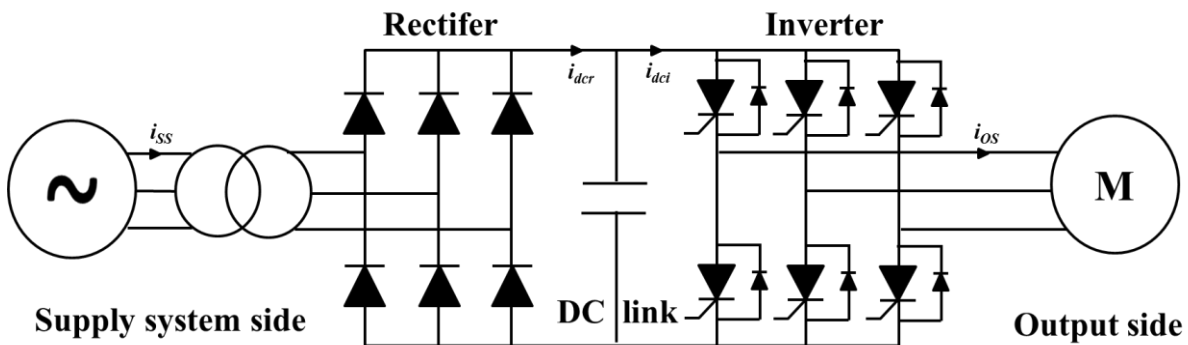 Rectifer
Inverter
i_dcr
i_dci
i_SS
i_OS
~
M
DC link
Supply system side
Output side